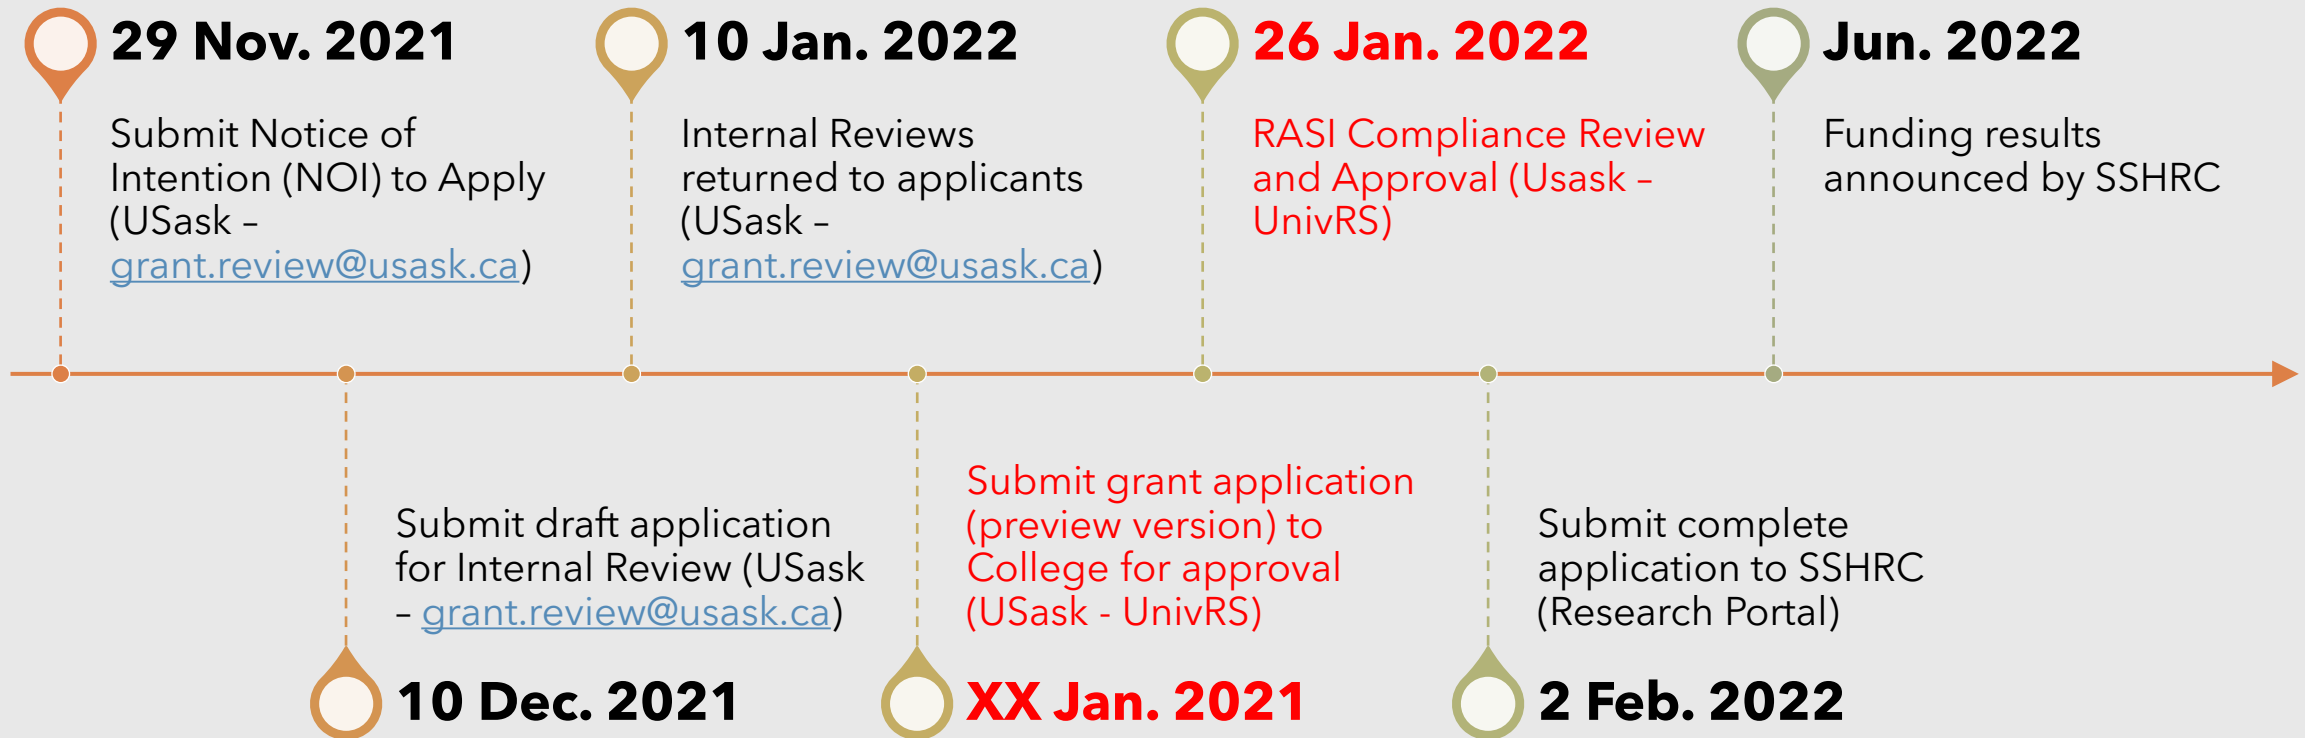 29 Nov. 2021
Submit Notice of
Intention (NOI) to Apply
(USask –
grant.review@usask.ca)
10 Jan. 2022
Internal Reviews
returned to applicants
(USask –
grant.review@usask.ca)
26 Jan. 2022
RASI Compliance Review
and Approval (Usask –
UnivRS)
Jun. 2022
Funding results
announced by SSHRC
Submit draft application
for Internal Review (USask
– grant.review@usask.ca)
10 Dec. 2021
Submit grant application
(preview version) to
College for approval
(USask - UnivRS)
XX Jan. 2021
Submit complete
application to SSHRC
(Research Portal)
2 Feb. 2022